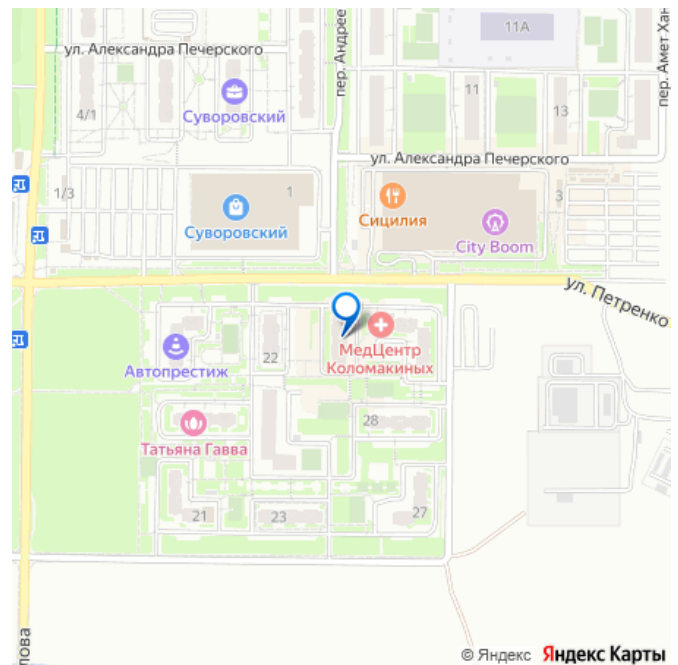 11А
ул. Александра Печерского
пер. Андрее
пер. Амет Хан
Суворовский
4/1
11
13
ул. Александра Печерского
1/3
1
Сицилия
3
Суворовский
City Boom
ул. Петренко
22
МедЦентр
Коломакиных
Автопрестиж
28
Татьяна Гавва
21
23
27
лова
© Яндекс Яндекс Карты